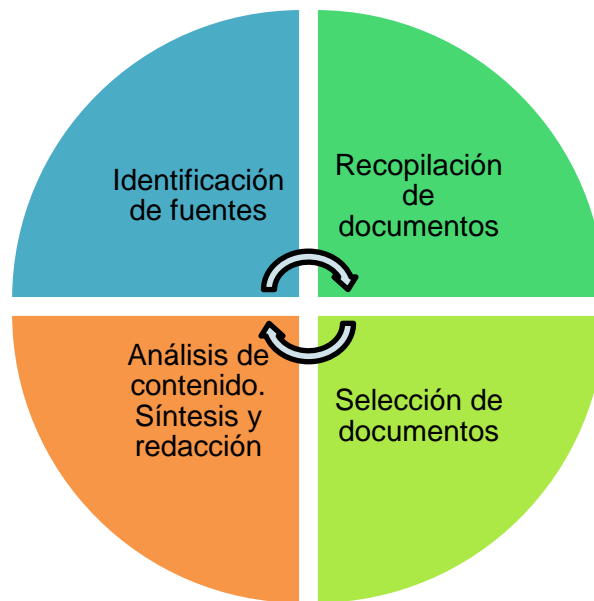 Identificación
de fuentes
Recopilación
de
documentos
Selección de
documentos
Análisis de
contenido.
Síntesis y
redacción